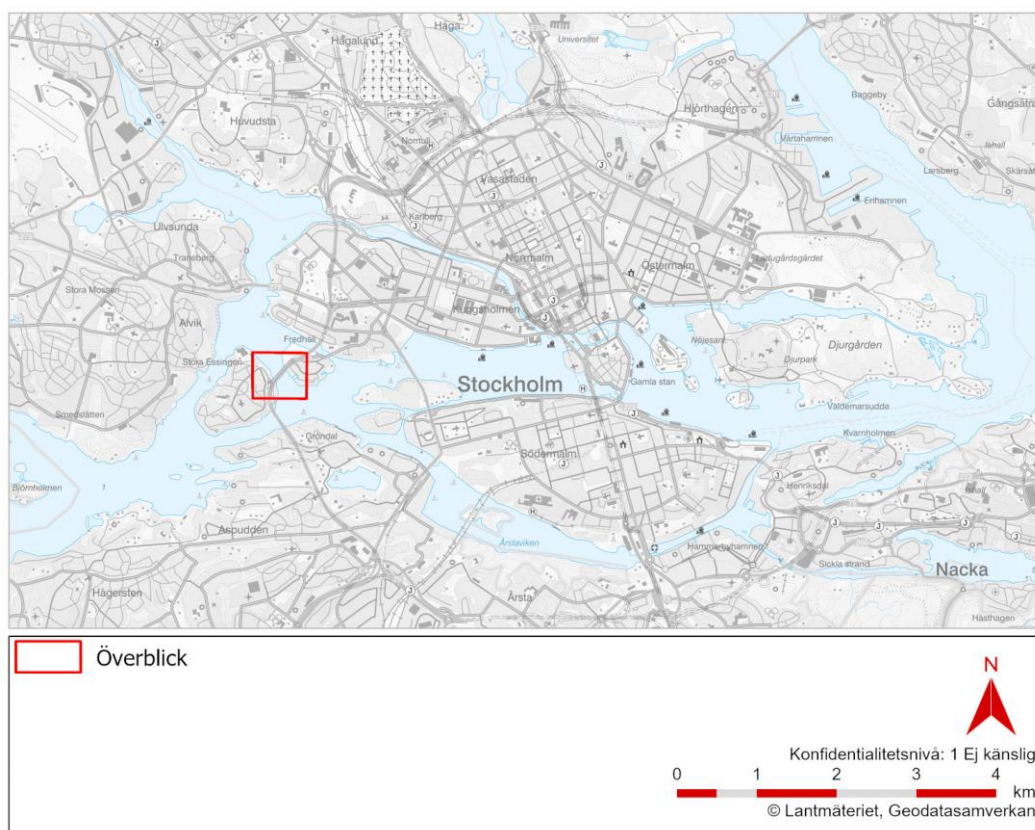 Haga
Universitet
Hagalund
Baggeby
Gångsätra
Hjorthagen
Huvudsta
Norrtull
Värtahamnen
Larsberg
Skärsät
Vasastaden
Frihamnen
Karlberg
Ulvsunda
Traneberg
Norrmalm
Östermalm
Ladugårdsgärdet
Stora Mossen
Kungsholmen
Alvik
Fredhäll
Nöjesant.
Djurgården
Stora Essingen
Djurpark
Stockholm
Gamla stan
Smedslätten
Valdemarsudde
Gröndal
Kvarnholmen
Södermalm
Björnholmen
Henriksdal
Aspudden
Årstaviken
Hammarbyhamnen
Sickla strand
Nacka
Hägersten
Årsta
Hästhagen
Överblick
N
Konfidentialitetsnivå: 1 Ej känslig
0 1 2 3 4
km
© Lantmäteriet, Geodatasamverkan